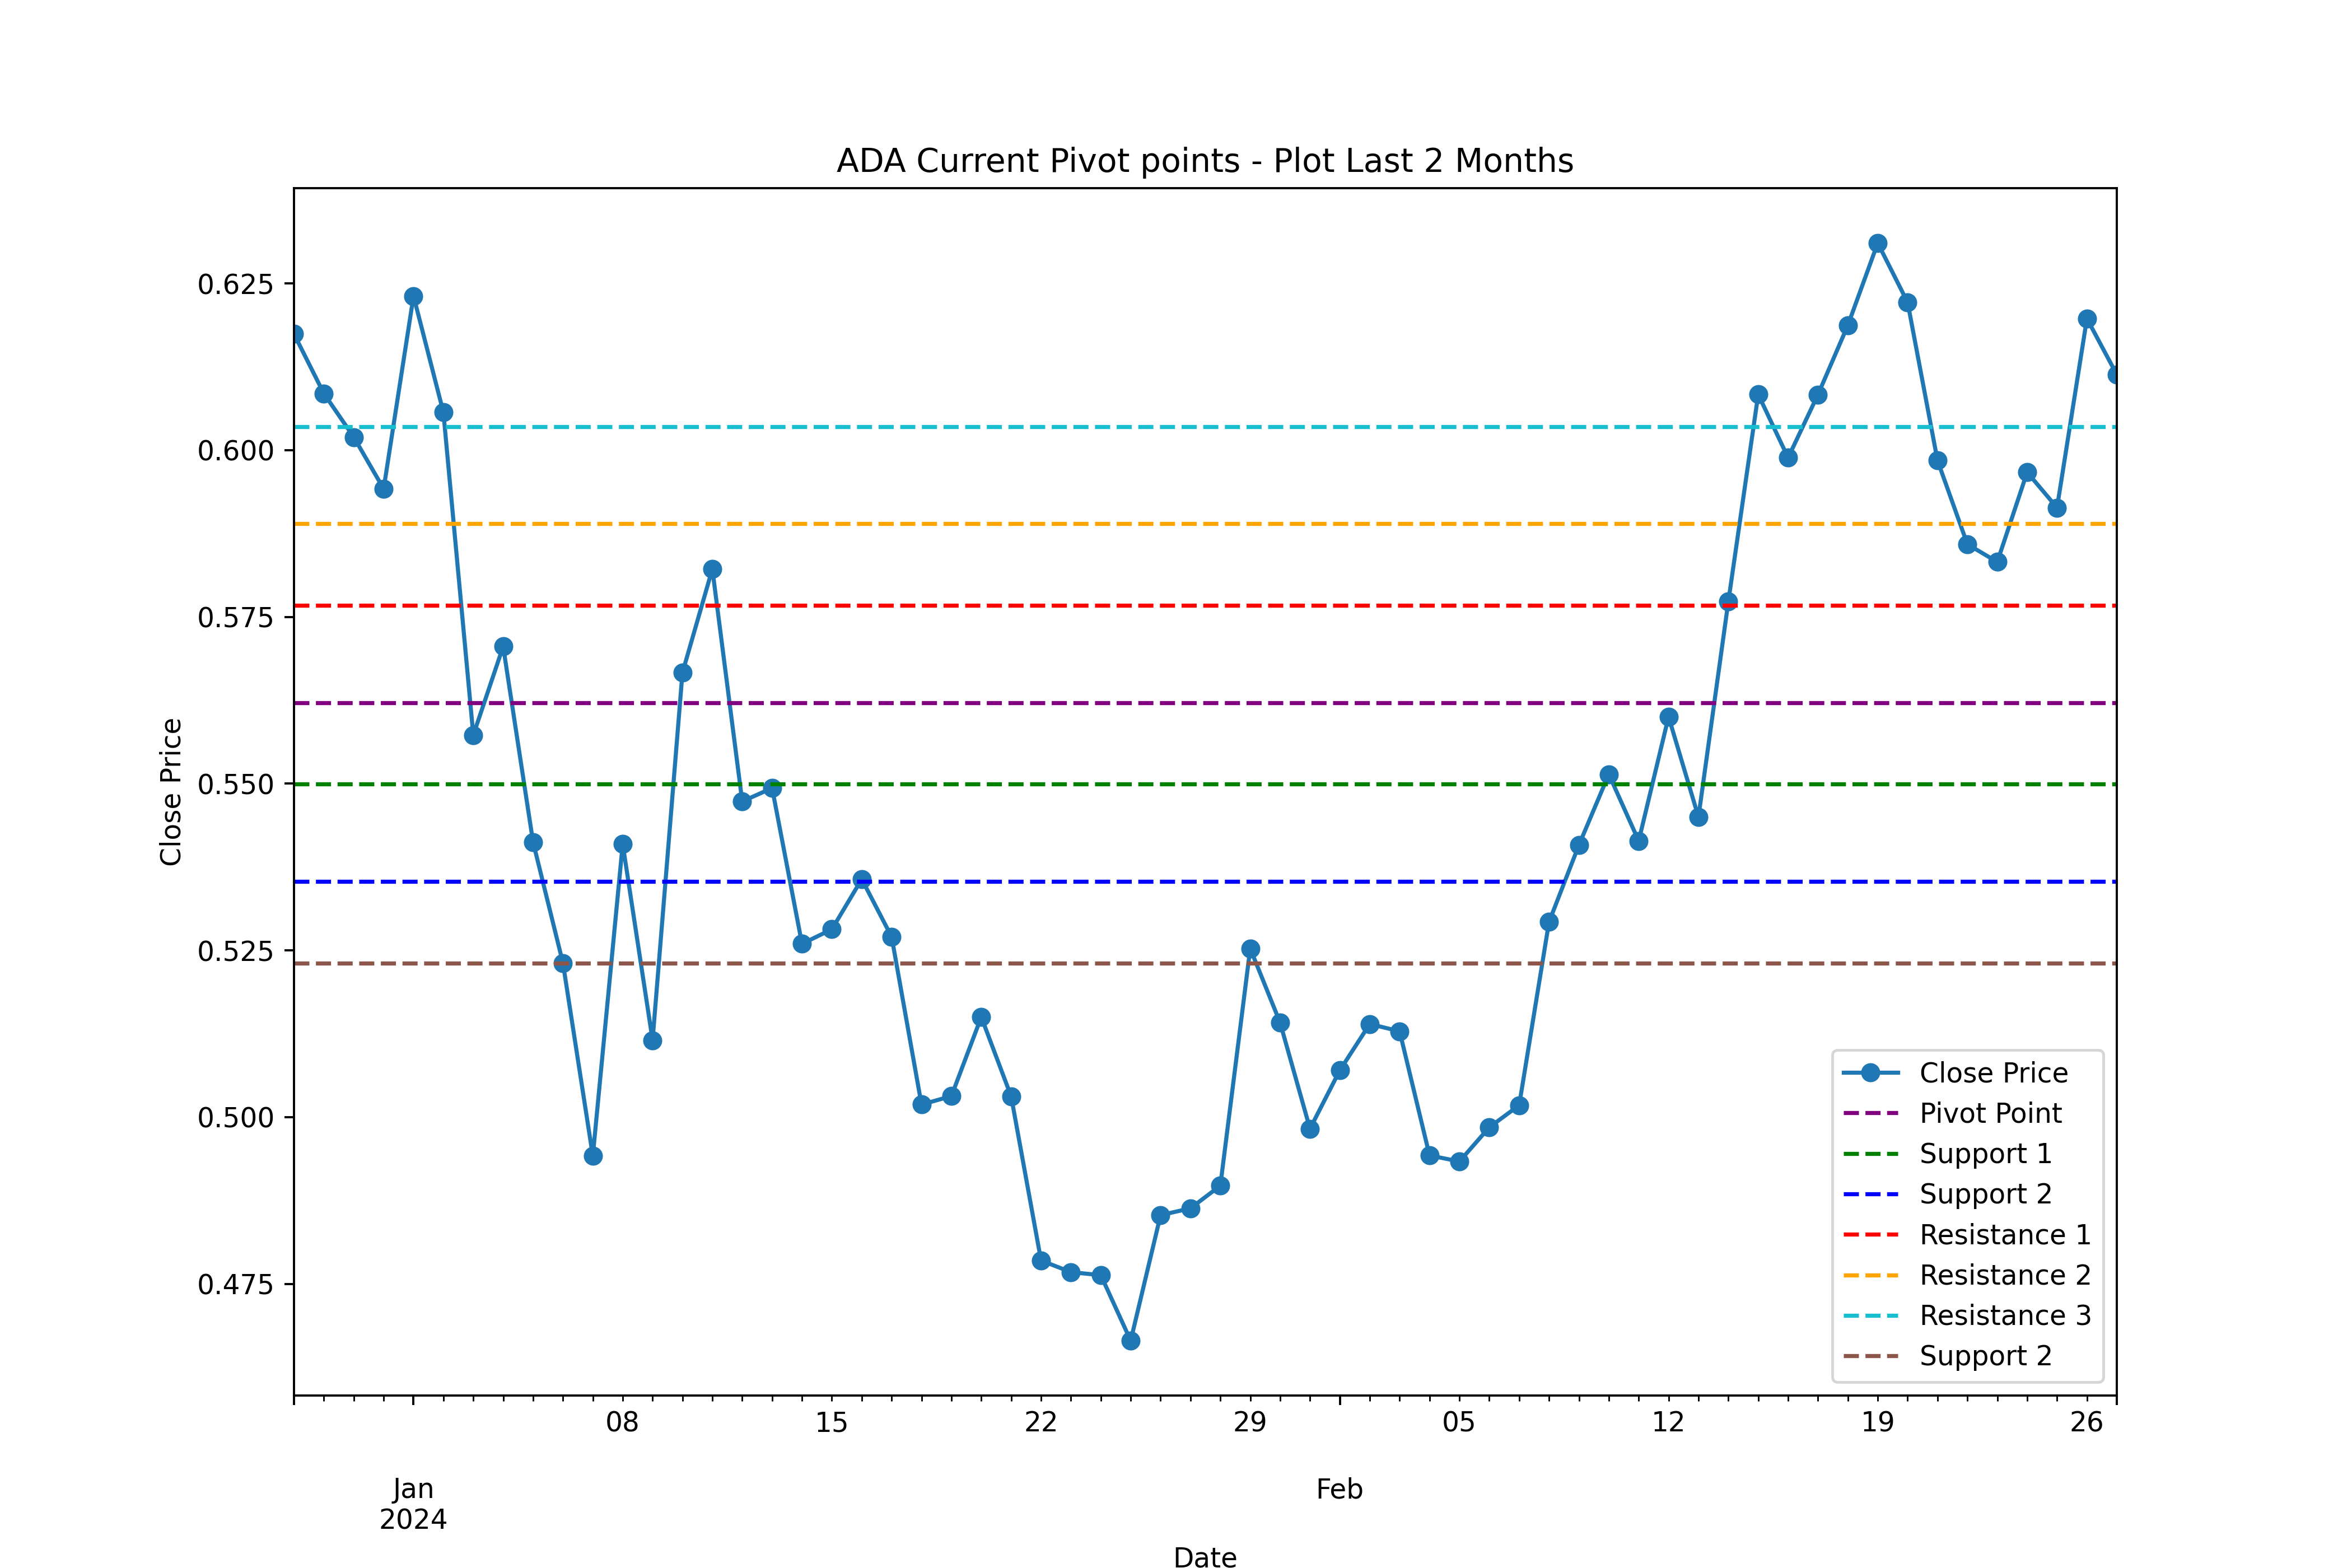 ADA Current Pivot points - Plot Last 2 Months
Close Price
0.625
0.600
0.575
0.550
0.525
0.500
0.475
Close Price
Pivot Point
Support 1
Support 2
Resistance 1
Resistance 2
Resistance 3
Support 2
08 15 22 29 05 12 19 26
Jan Feb
2024
Date